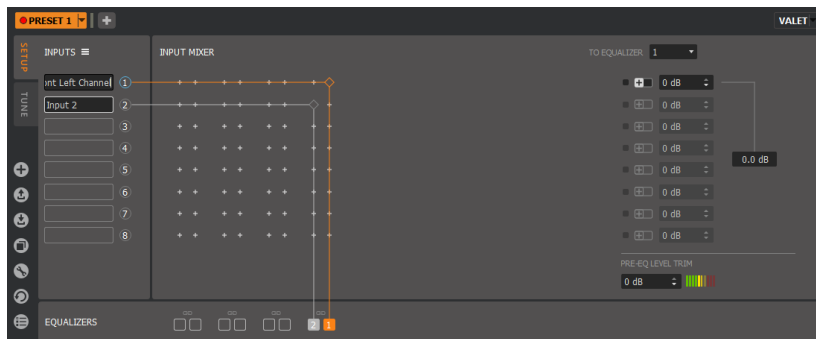 PRESET 1
VALET
SETUP
TUNE
INPUTS
INPUT MIXER
TO EQUALIZER 1
ont Left Channel 1
Input 2 2
3
4
5
6
7
8
0 dB
0 dB
0 dB
0 dB
0 dB
0 dB
0 dB
0 dB
0.0 dB
PRE-EQ LEVEL TRIM
0 dB
EQUALIZERS
2 1